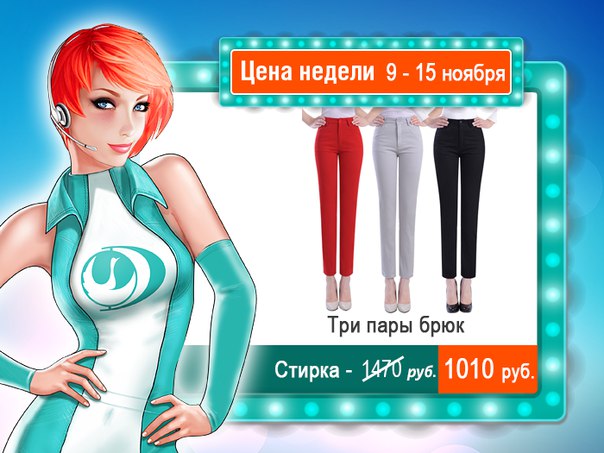 Цена недели 9 - 15 ноября
Три пары брюк
Стирка - 1470 руб. 1010 руб.